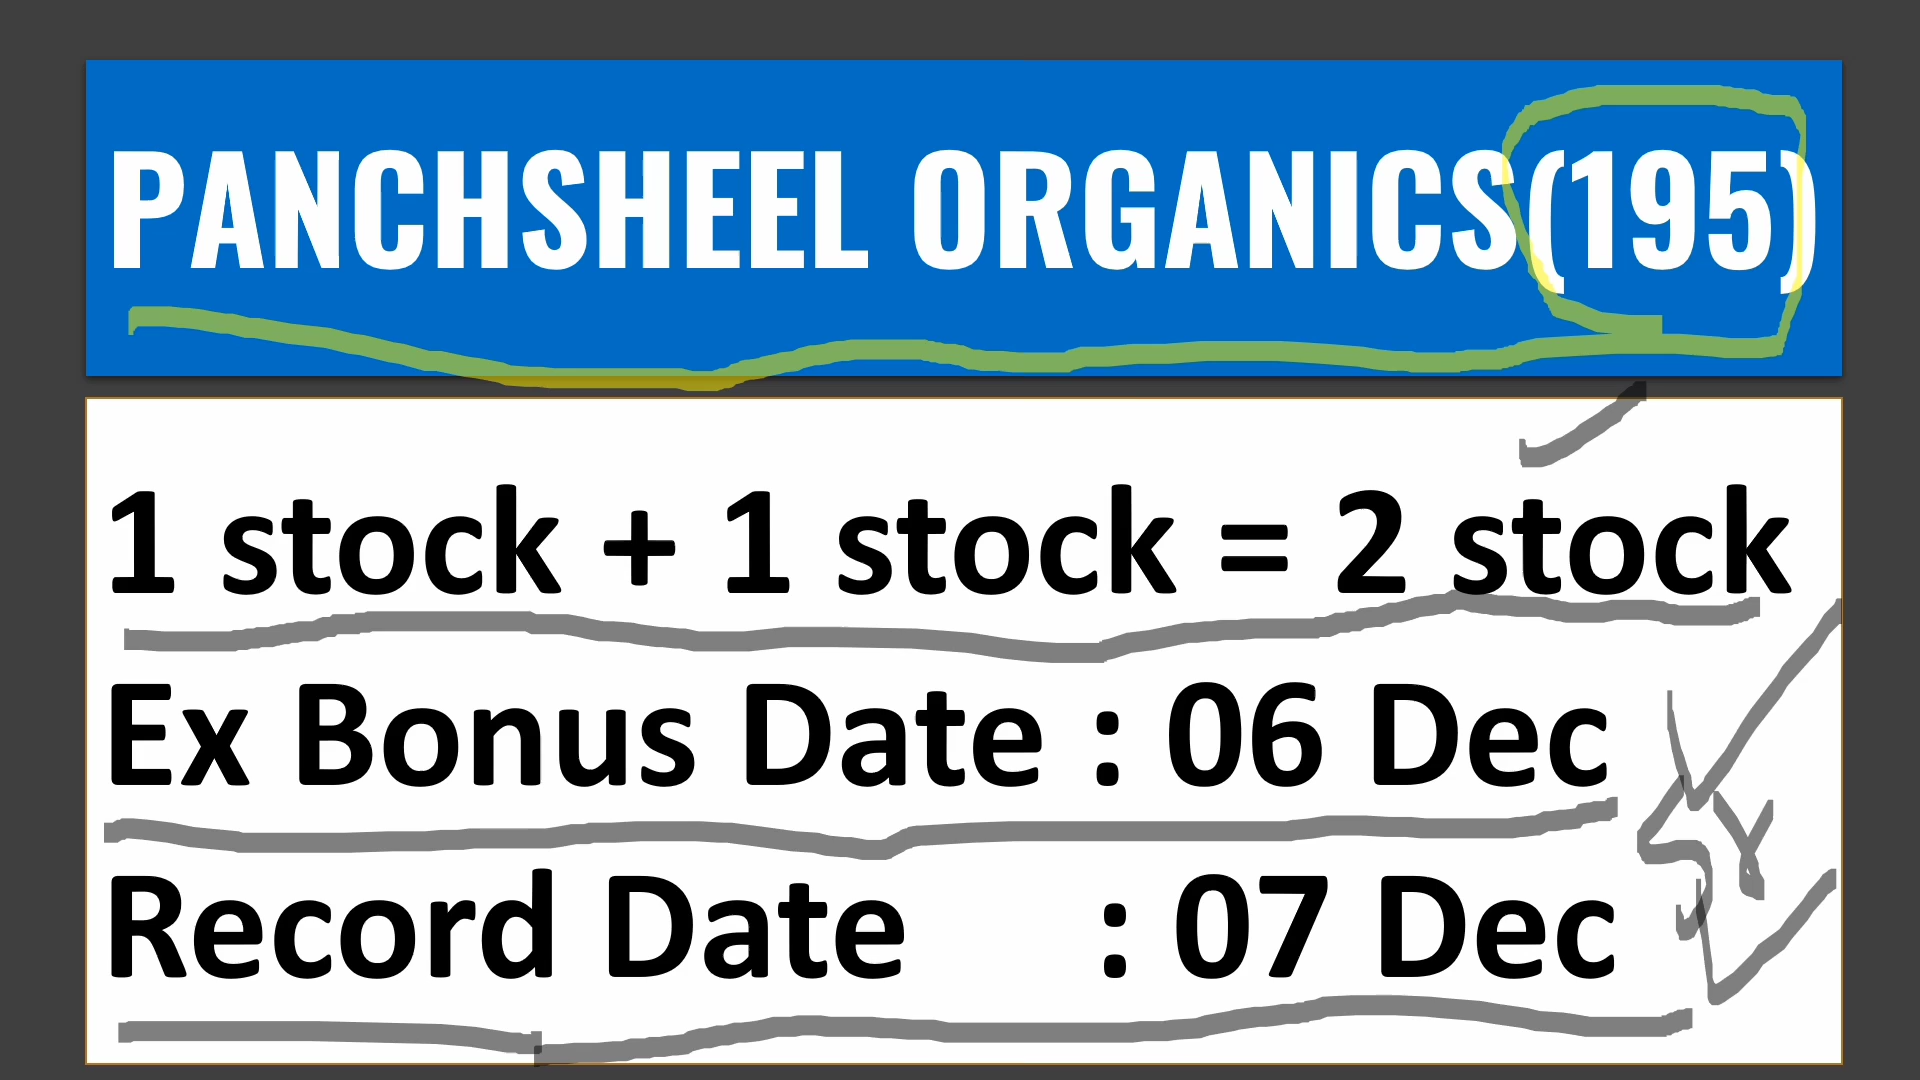 PANCHSHEEL ORGANICS(195)
1 stock + 1 stock = 2 stock
Ex Bonus Date : 06 Dec
Record Date : 07 Dec